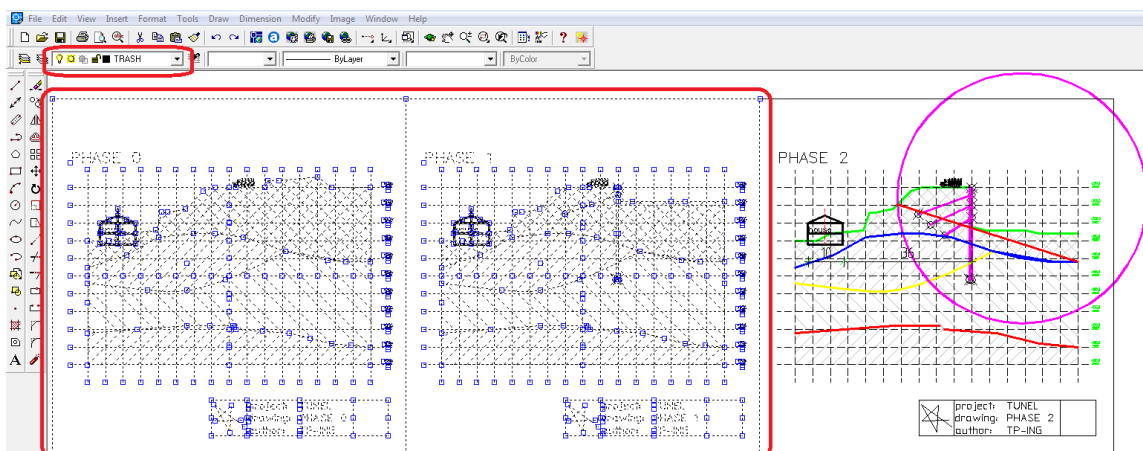 File Edit View Insert Format Tools Draw Dimension Modify Image Window Help
TRASH
ByLayer
ByColor
PHASE 0
PHASE 1
PHASE 2
house
10
36
project: TUNEL
drawing: PHASE 0
author: TP-ING
project: TUNEL
drawing: PHASE 1
author: TP-ING
project: TUNEL
drawing: PHASE 2
author: TP-ING